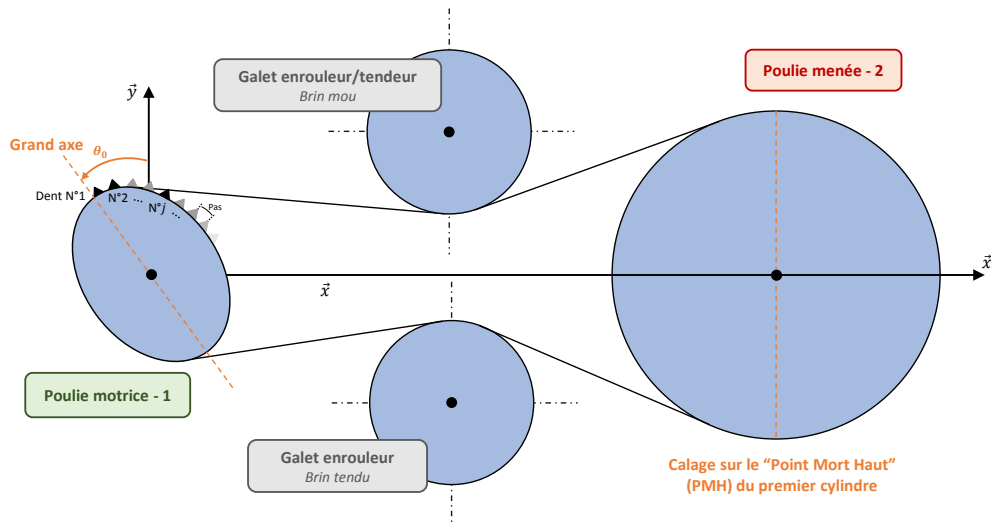 Galet enrouleur/tendeur
Brin mou
Poulie menée - 2
y⃗
Grand axe
θ₀
Dent N°1
N°2 ...
N°j ...
Pas
x⃗
x⃗
Poulie motrice - 1
Galet enrouleur
Brin tendu
Calage sur le “Point Mort Haut”
(PMH) du premier cylindre